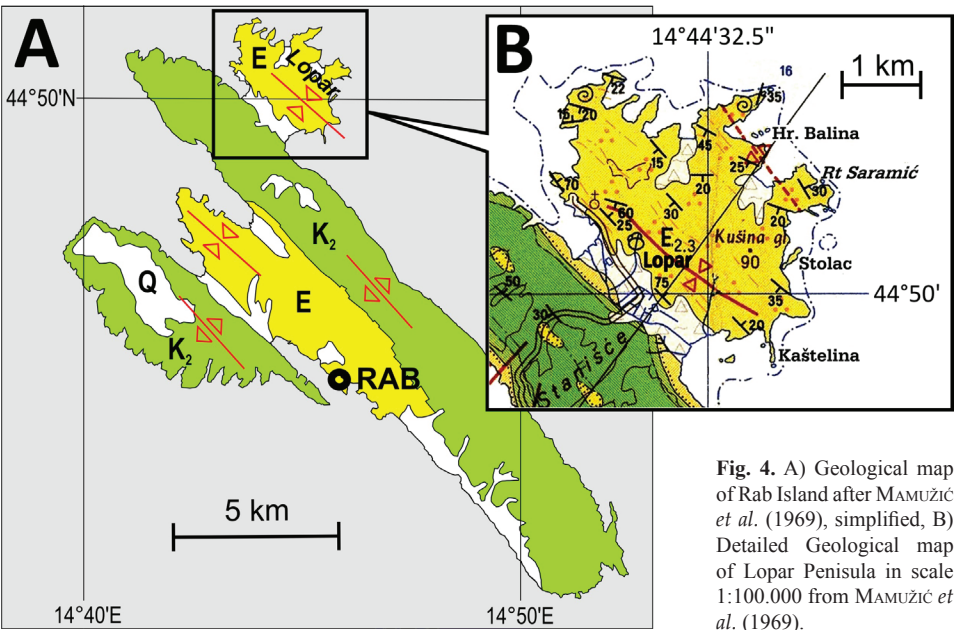 A
E
Lopar
44°50'N
K2
Q
E
K2
RAB
5 km
14°40'E
14°50'E
B
14°44'32.5"
16
1 km
22
35
15
20
45
Hr. Balina
15
25
Rt Saramić
20
30
70
60
30
20
25
E2.3
Kušina gl.
Lopar
90
Stolac
50
75
35
44°50'
30
20
Stanišće
Kaštelina
Fig. 4. A) Geological map
of Rab Island after MAMUŽIĆ
et al. (1969), simplified, B)
Detailed Geological map
of Lopar Penisula in scale
1:100.000 from MAMUŽIĆ et
al. (1969).